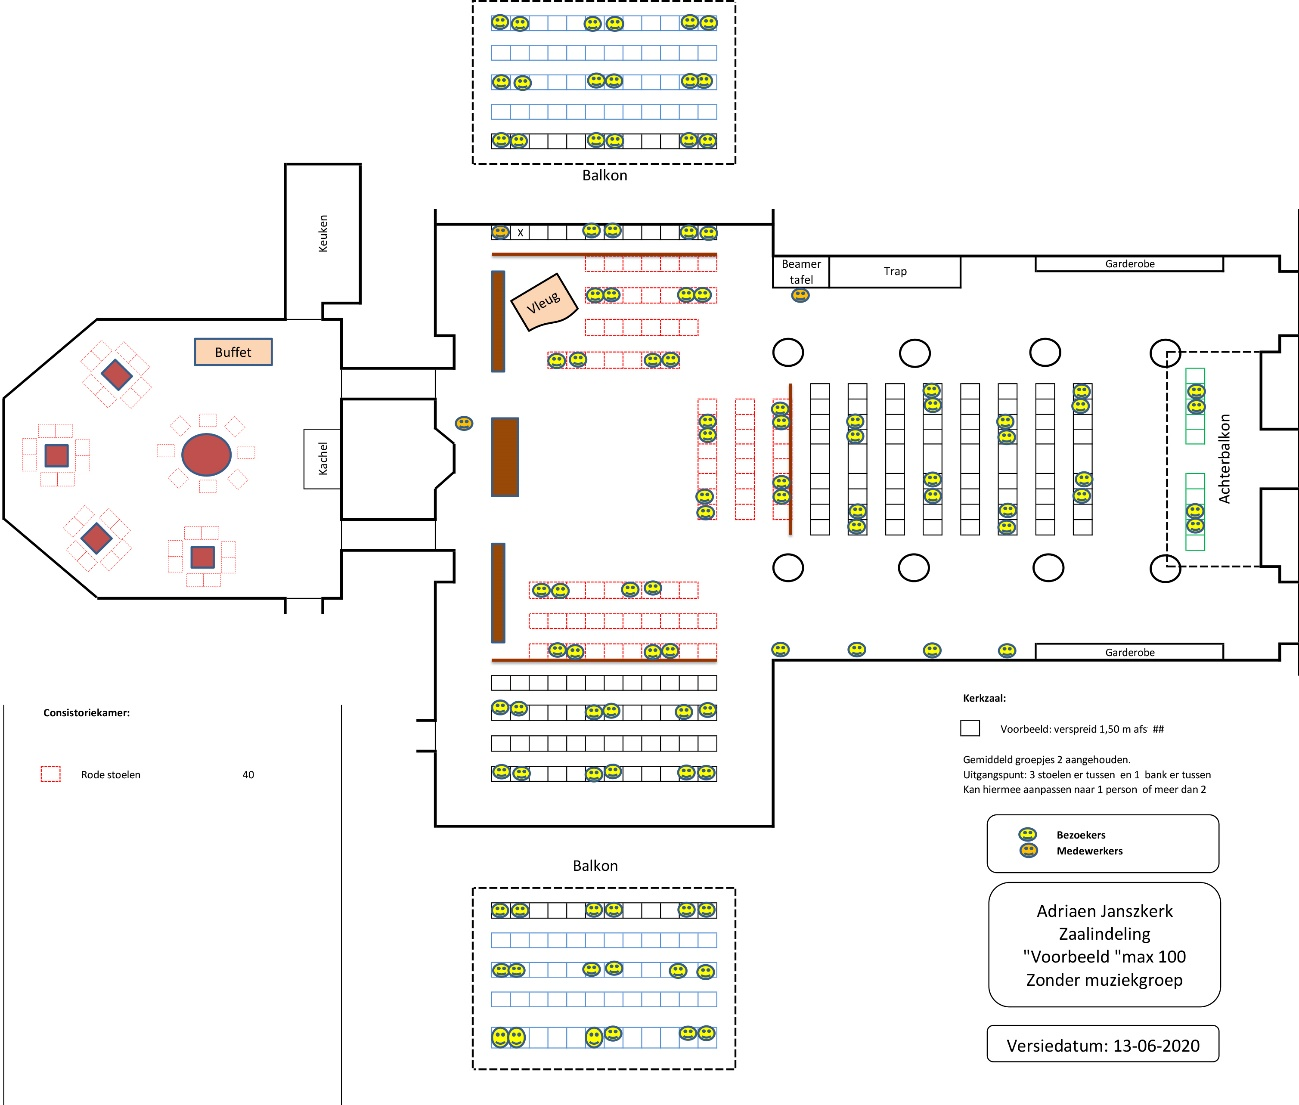 Balkon
Keuken
x
Beamer
tafel
Trap
Garderobe
Vleug
Buffet
Kachel
Achterbalkon
Garderobe
Consistoriekamer:
Rode stoelen 40
Kerkzaal:
Voorbeeld: verspreid 1,50 m afs ##
Gemiddeld groepjes 2 aangehouden.
Uitgangspunt: 3 stoelen er tussen en 1 bank er tussen
Kan hiermee aanpassen naar 1 person of meer dan 2
Bezoekers
Medewerkers
Balkon
Adriaen Janszkerk
Zaalindeling
"Voorbeeld "max 100
Zonder muziekgroep
Versiedatum: 13-06-2020